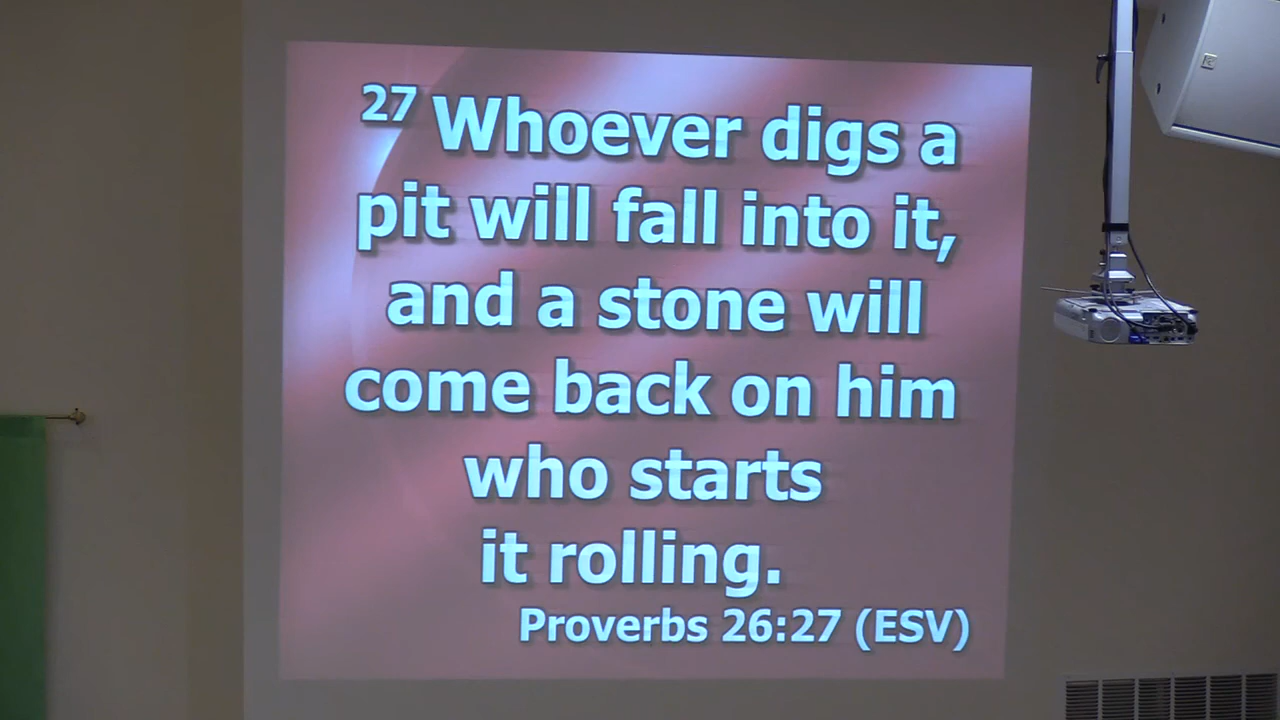 27 Whoever digs a
pit will fall into it,
and a stone will
come back on him
who starts
it rolling.
Proverbs 26:27 (ESV)